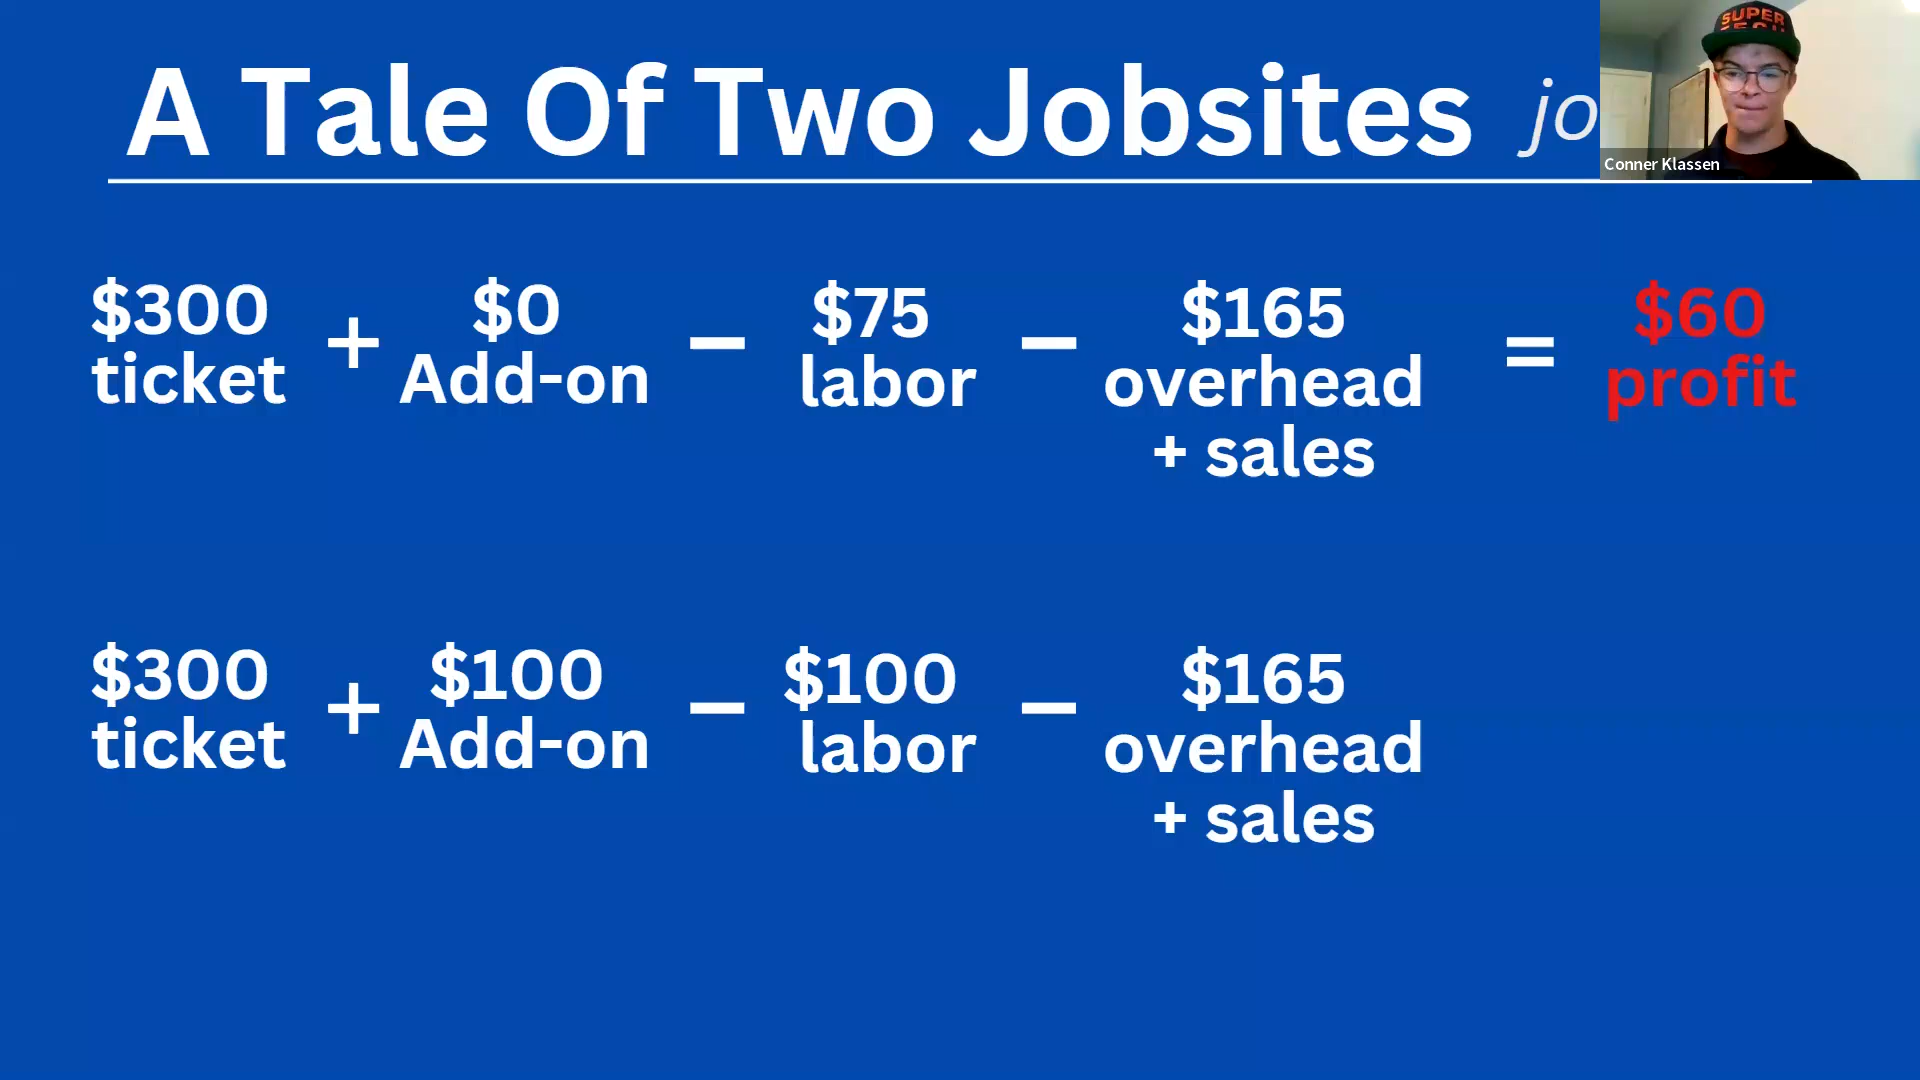 A Tale Of Two Jobsites
jo
SUPER
Conner Klassen
$300 + $0 − $75 − $165 = $60
ticket Add-on labor overhead profit
+ sales
$300 + $100 − $100 − $165
ticket Add-on labor overhead
+ sales